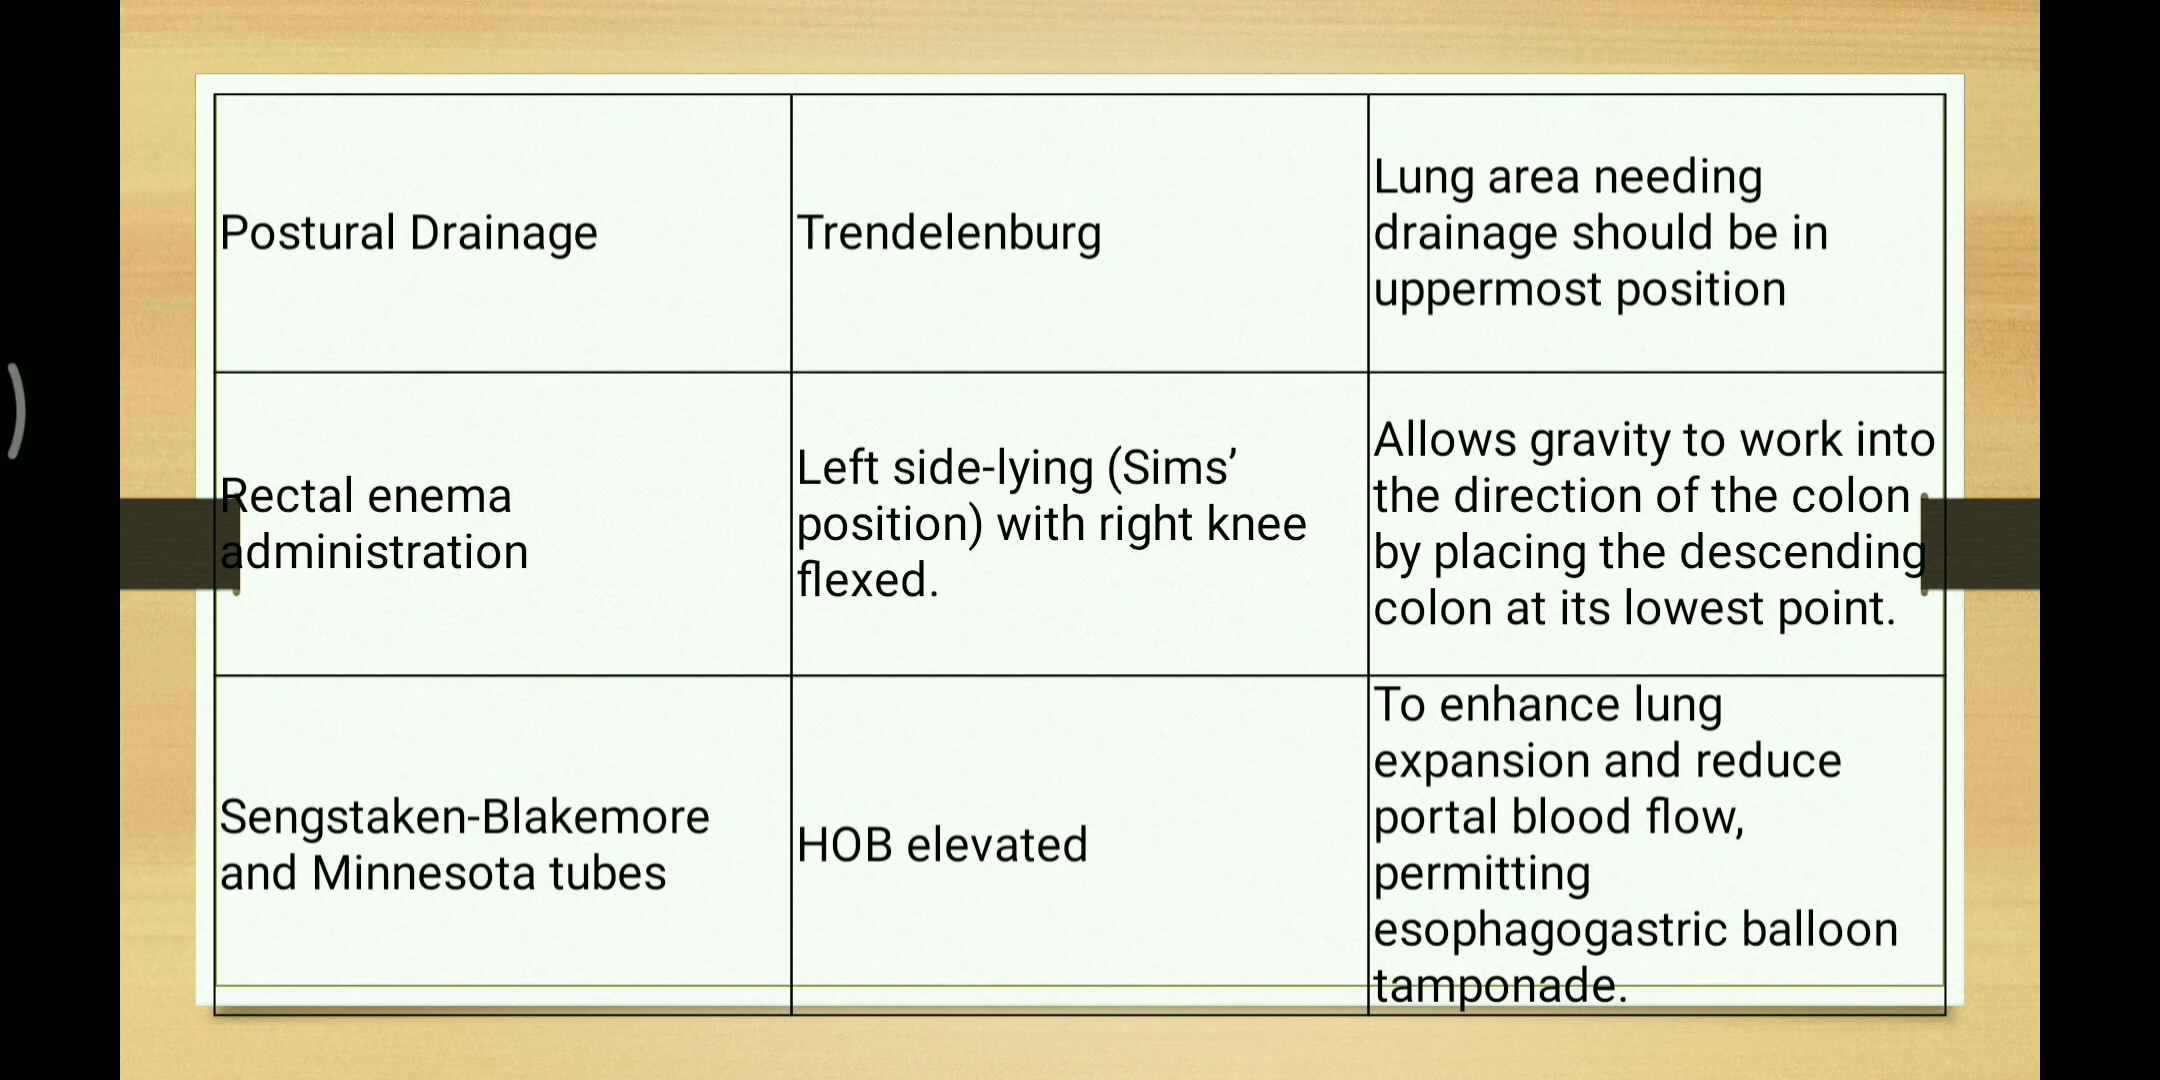 Postural Drainage
Trendelenburg
Lung area needing
drainage should be in
uppermost position
Rectal enema
administration
Left side-lying (Sims’
position) with right knee
flexed.
Allows gravity to work into
the direction of the colon
by placing the descending
colon at its lowest point.
Sengstaken-Blakemore
and Minnesota tubes
HOB elevated
To enhance lung
expansion and reduce
portal blood flow,
permitting
esophagogastric balloon
tamponade.